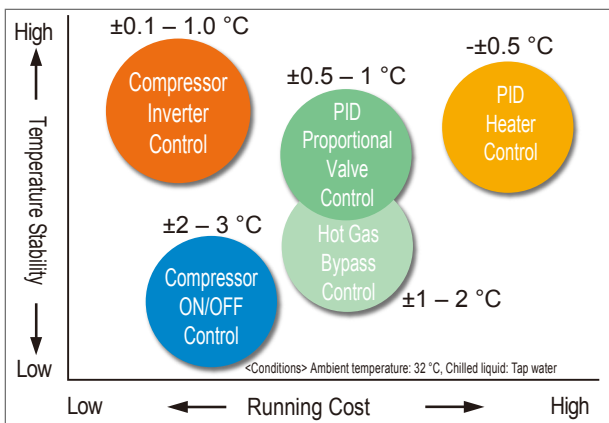 High
±0.1 – 1.0 °C
Compressor
Inverter
Control
±0.5 – 1 °C
PID
Proportional
Valve
Control
-±0.5 °C
PID
Heater
Control
Temperature Stability
±2 – 3 °C
Compressor
ON/OFF
Control
Hot Gas
Bypass
Control
±1 – 2 °C
Low
<Conditions> Ambient temperature: 32 °C, Chilled liquid: Tap water
Low
Running Cost
High